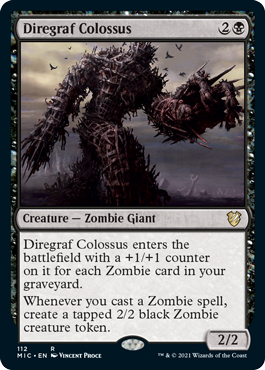 Diregraf Colossus 2
Creature — Zombie Giant
Diregraf Colossus enters the
battlefield with a +1/+1 counter
on it for each Zombie card in your
graveyard.
Whenever you cast a Zombie spell,
create a tapped 2/2 black Zombie
creature token.
2/2
112 R
MIC • EN Vincent Proce
™ & © 2021 Wizards of the Coast